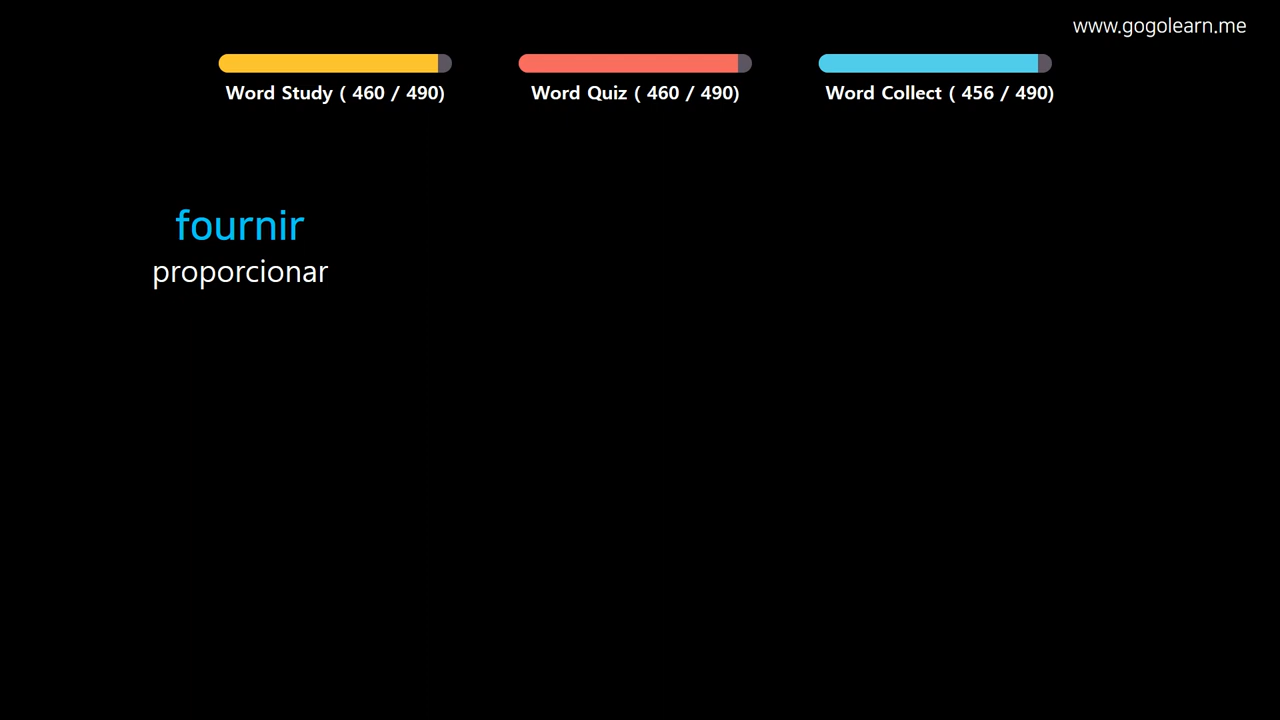 www.gogolearn.me
Word Study ( 460 / 490)
Word Quiz ( 460 / 490)
Word Collect ( 456 / 490)
fournir
proporcionar